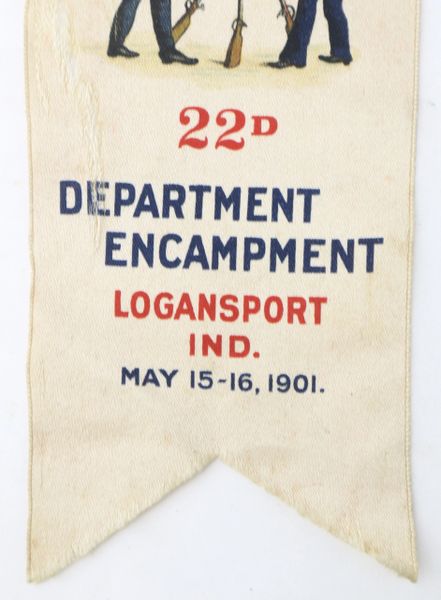 22D
DEPARTMENT
ENCAMPMENT
LOGANSPORT
IND.
MAY 15-16, 1901.